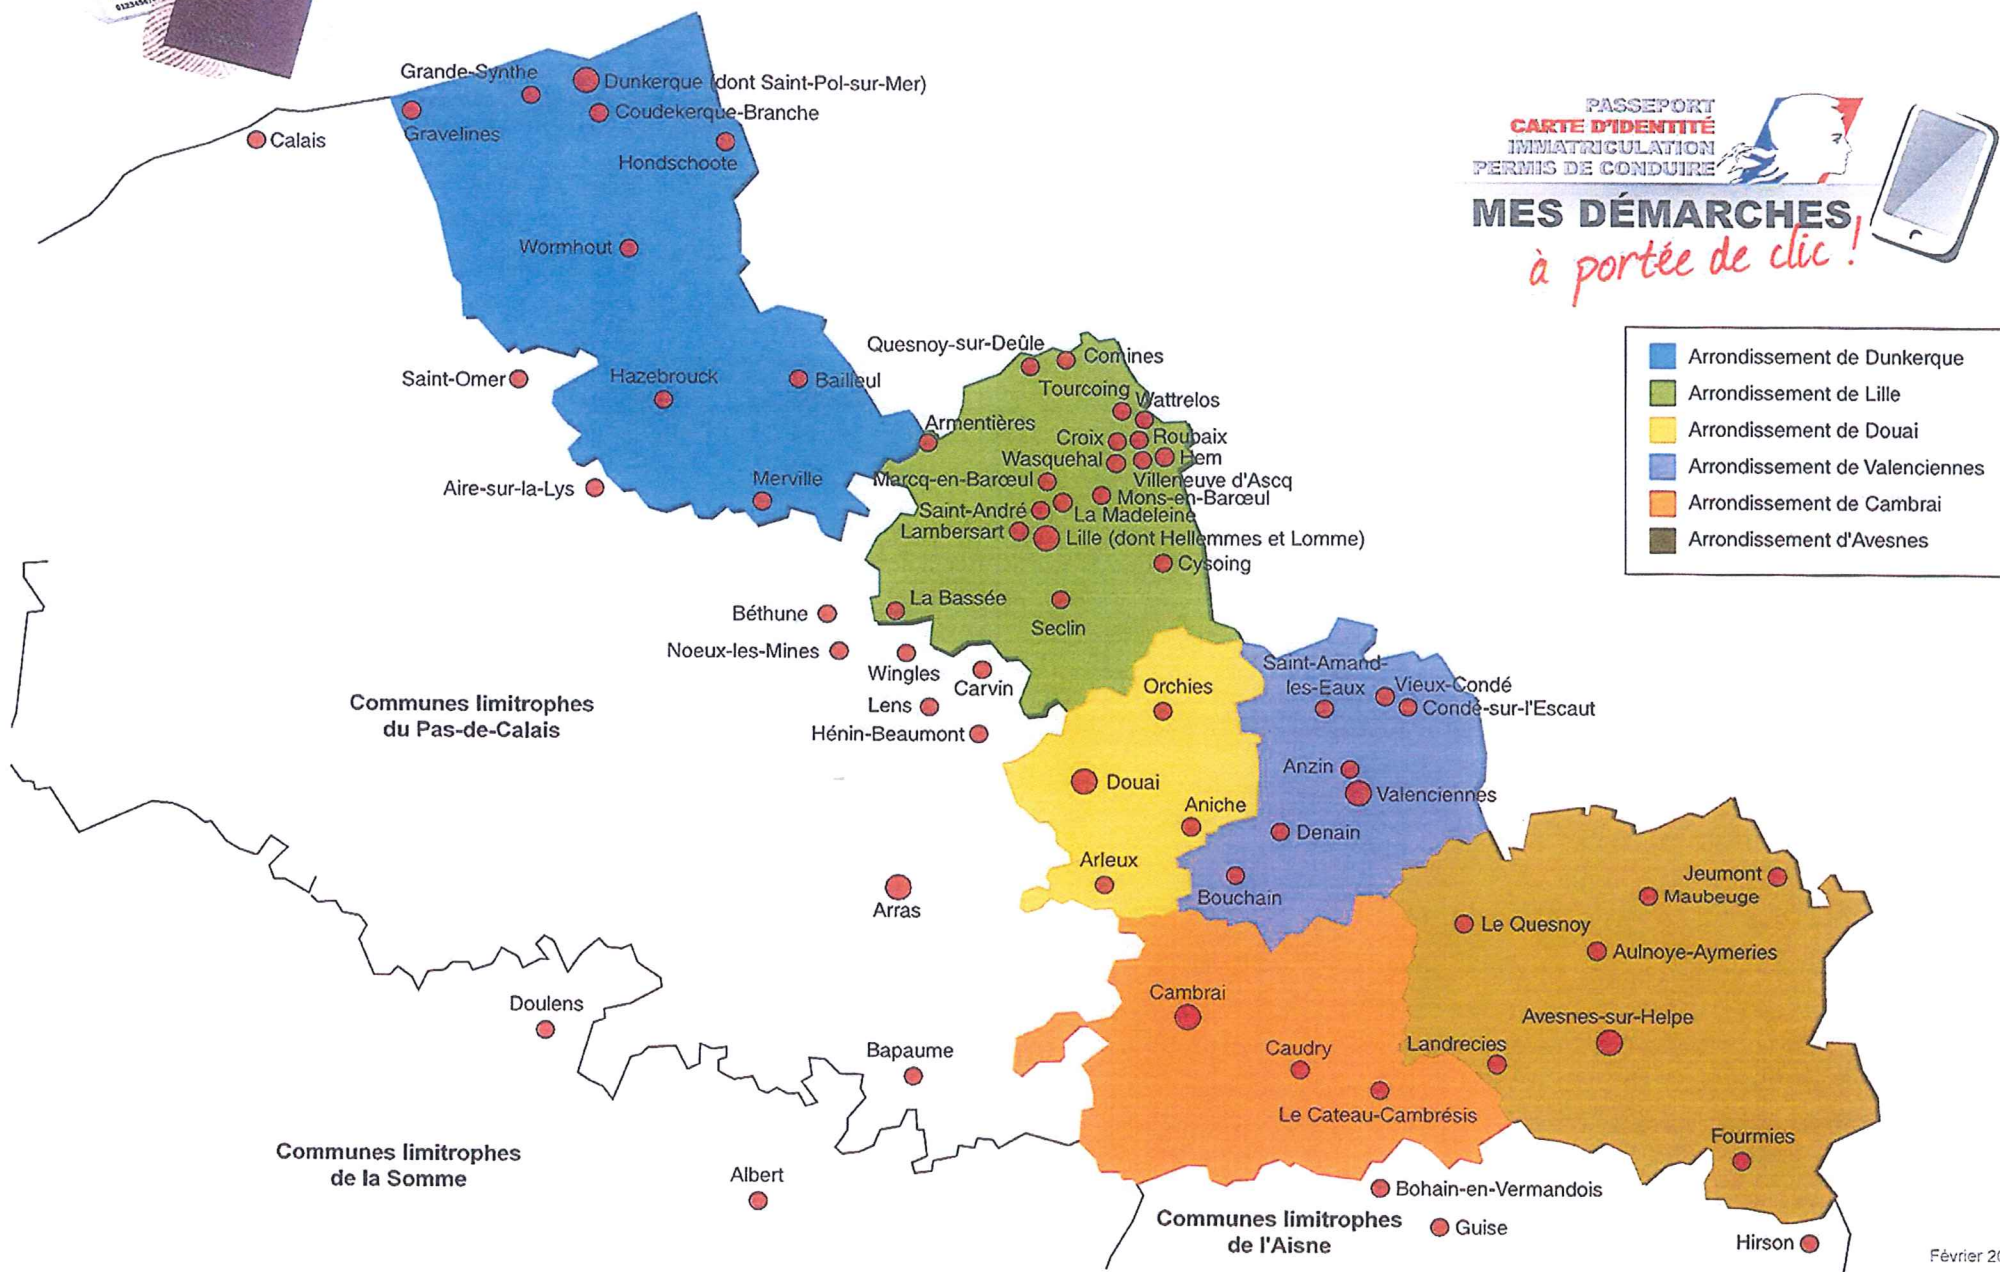 Grande-Synthe
Dunkerque (dont Saint-Pol-sur-Mer)
Gravelines
Coudekerque-Branche
Calais
Hondschoote
PASSEPORT
CARTE D'IDENTITÉ
IMMATRICULATION
PERMIS DE CONDUIRE
MES DÉMARCHES
à portée de clic !
Wormhout
Arrondissement de Dunkerque
Arrondissement de Lille
Arrondissement de Douai
Arrondissement de Valenciennes
Arrondissement de Cambrai
Arrondissement d'Avesnes
Saint-Omer
Hazebrouck
Bailleul
Aire-sur-la-Lys
Merville
Quesnoy-sur-Deûle
Comines
Tourcoing
Wattrelos
Armentières
Croix
Roubaix
Wasquehal
Hem
Marcq-en-Barœul
Villeneuve d'Ascq
Mons-en-Barœul
Saint-André
La Madeleine
Lambersart
Lille (dont Hellemmes et Lomme)
Cysoing
La Bassée
Seclin
Béthune
Noeux-les-Mines
Wingles
Carvin
Lens
Hénin-Beaumont
Communes limitrophes
du Pas-de-Calais
Orchies
Douai
Aniche
Arleux
Saint-Amand-
les-Eaux
Vieux-Condé
Condé-sur-l'Escaut
Anzin
Valenciennes
Denain
Bouchain
Arras
Jeumont
Maubeuge
Le Quesnoy
Aulnoye-Aymeries
Avesnes-sur-Helpe
Landrecies
Fourmies
Cambrai
Caudry
Le Cateau-Cambrésis
Doulens
Bapaume
Communes limitrophes
de la Somme
Albert
Bohain-en-Vermandois
Communes limitrophes
de l'Aisne
Guise
Hirson
Février 20